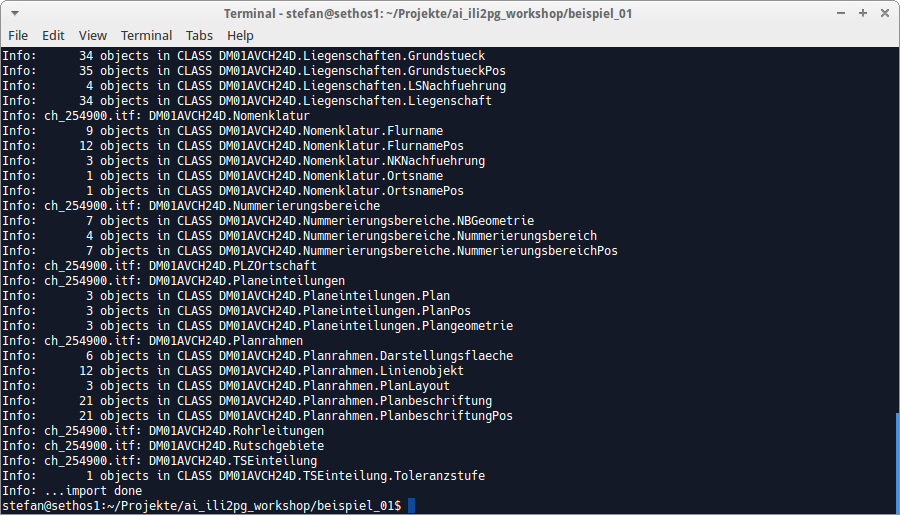 Terminal - stefan@sethos1: ~/Projekte/ai_ili2pg_workshop/beispiel_01
File Edit View Terminal Tabs Help
Info:      34 objects in CLASS DM01AVCH24D.Liegenschaften.Grundstueck
Info:      35 objects in CLASS DM01AVCH24D.Liegenschaften.GrundstueckPos
Info:       4 objects in CLASS DM01AVCH24D.Liegenschaften.LSNachfuehrung
Info:      34 objects in CLASS DM01AVCH24D.Liegenschaften.Liegenschaft
Info: ch_254900.itf: DM01AVCH24D.Nomenklatur
Info:       9 objects in CLASS DM01AVCH24D.Nomenklatur.Flurname
Info:      12 objects in CLASS DM01AVCH24D.Nomenklatur.FlurnamePos
Info:       3 objects in CLASS DM01AVCH24D.Nomenklatur.NKNachfuehrung
Info:       1 objects in CLASS DM01AVCH24D.Nomenklatur.Ortsname
Info:       1 objects in CLASS DM01AVCH24D.Nomenklatur.OrtsnamePos
Info: ch_254900.itf: DM01AVCH24D.Nummerierungsbereiche
Info:       7 objects in CLASS DM01AVCH24D.Nummerierungsbereiche.NBGeometrie
Info:       4 objects in CLASS DM01AVCH24D.Nummerierungsbereiche.Nummerierungsbereich
Info:       7 objects in CLASS DM01AVCH24D.Nummerierungsbereiche.NummerierungsbereichPos
Info: ch_254900.itf: DM01AVCH24D.PLZOrtschaft
Info: ch_254900.itf: DM01AVCH24D.Planeinteilungen
Info:       3 objects in CLASS DM01AVCH24D.Planeinteilungen.Plan
Info:       3 objects in CLASS DM01AVCH24D.Planeinteilungen.PlanPos
Info:       3 objects in CLASS DM01AVCH24D.Planeinteilungen.Plangeometrie
Info: ch_254900.itf: DM01AVCH24D.Planrahmen
Info:       6 objects in CLASS DM01AVCH24D.Planrahmen.Darstellungsflaeche
Info:      12 objects in CLASS DM01AVCH24D.Planrahmen.Linienobjekt
Info:       3 objects in CLASS DM01AVCH24D.Planrahmen.PlanLayout
Info:      21 objects in CLASS DM01AVCH24D.Planrahmen.Planbeschriftung
Info:      21 objects in CLASS DM01AVCH24D.Planrahmen.PlanbeschriftungPos
Info: ch_254900.itf: DM01AVCH24D.Rohrleitungen
Info: ch_254900.itf: DM01AVCH24D.Rutschgebiete
Info: ch_254900.itf: DM01AVCH24D.TSEinteilung
Info:       1 objects in CLASS DM01AVCH24D.TSEinteilung.Toleranzstufe
Info: ...import done
stefan@sethos1:~/Projekte/ai_ili2pg_workshop/beispiel_01$